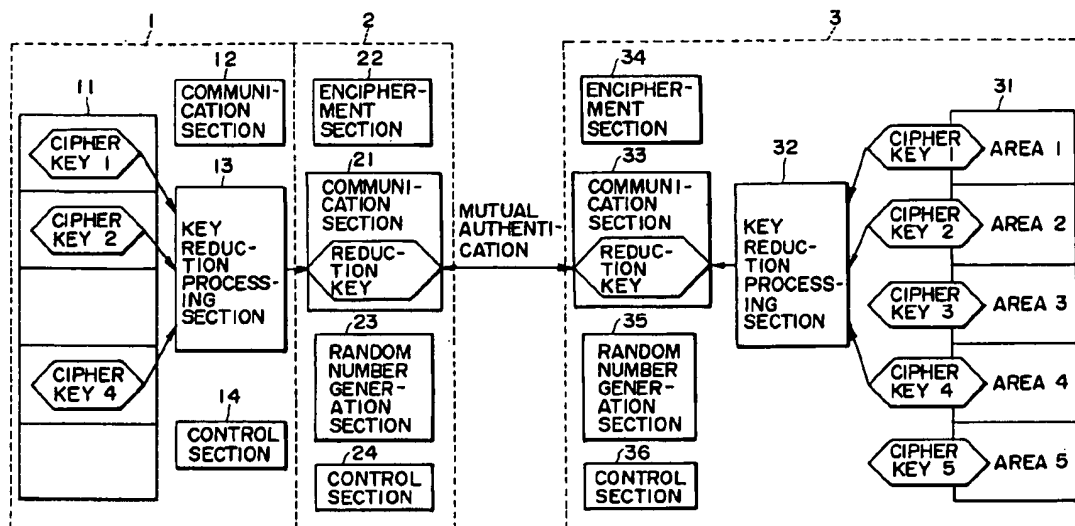 1
2
3
11
12
COMMUNI-
CATION
SECTION
CIPHER
KEY 1
CIPHER
KEY 2
CIPHER
KEY 4
13
KEY
REDUC-
TION
PROCESS-
ING
SECTION
14
CONTROL
SECTION
22
ENCIPHER-
MENT
SECTION
21
COMMUNI-
CATION
SECTION
REDUC-
TION
KEY
23
RANDOM
NUMBER
GENER-
ATION
SECTION
24
CONTROL
SECTION
MUTUAL
AUTHENTI-
CATION
34
ENCIPHER-
MENT
SECTION
33
COMMUNI-
CATION
SECTION
REDUC-
TION
KEY
35
RANDOM
NUMBER
GENER-
ATION
SECTION
36
CONTROL
SECTION
32
KEY
REDUC-
TION
PROCESS-
ING
SECTION
31
CIPHER
KEY 1
AREA 1
CIPHER
KEY 2
AREA 2
CIPHER
KEY 3
AREA 3
CIPHER
KEY 4
AREA 4
CIPHER
KEY 5
AREA 5